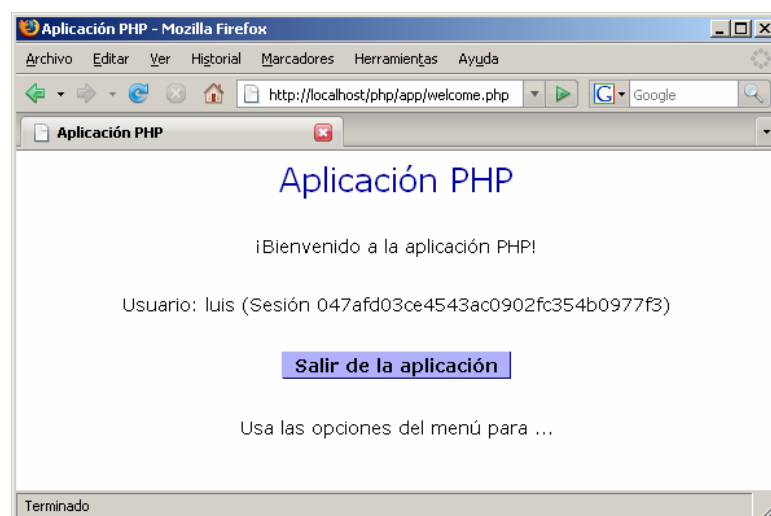 Aplicación PHP - Mozilla Firefox
Archivo Editar Ver Historial Marcadores Herramientas Ayuda
http://localhost/php/app/welcome.php G Google
Aplicación PHP
Aplicación PHP
¡Bienvenido a la aplicación PHP!
Usuario: luis (Sesión 047afd03ce4543ac0902fc354b0977f3)
Salir de la aplicación
Usa las opciones del menú para ...
Terminado